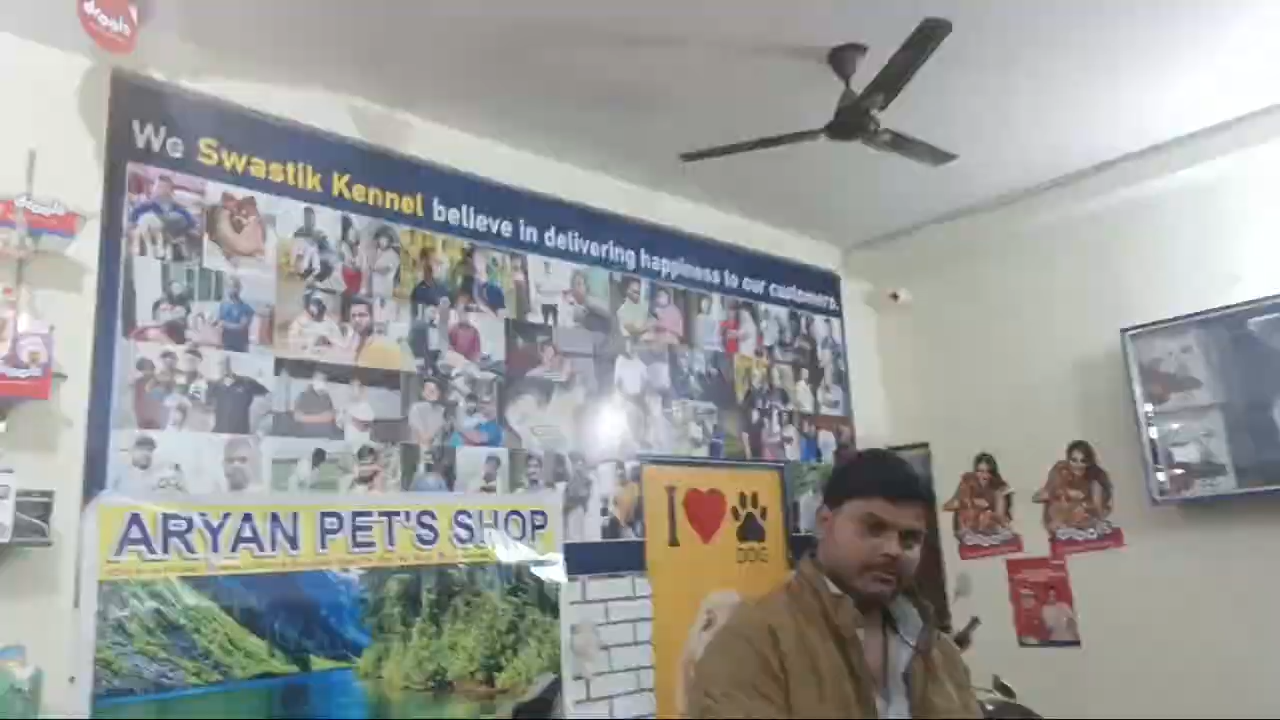 We Swastik Kennel believe in delivering happiness to our customers.
ARYAN PET'S SHOP
I
DOG